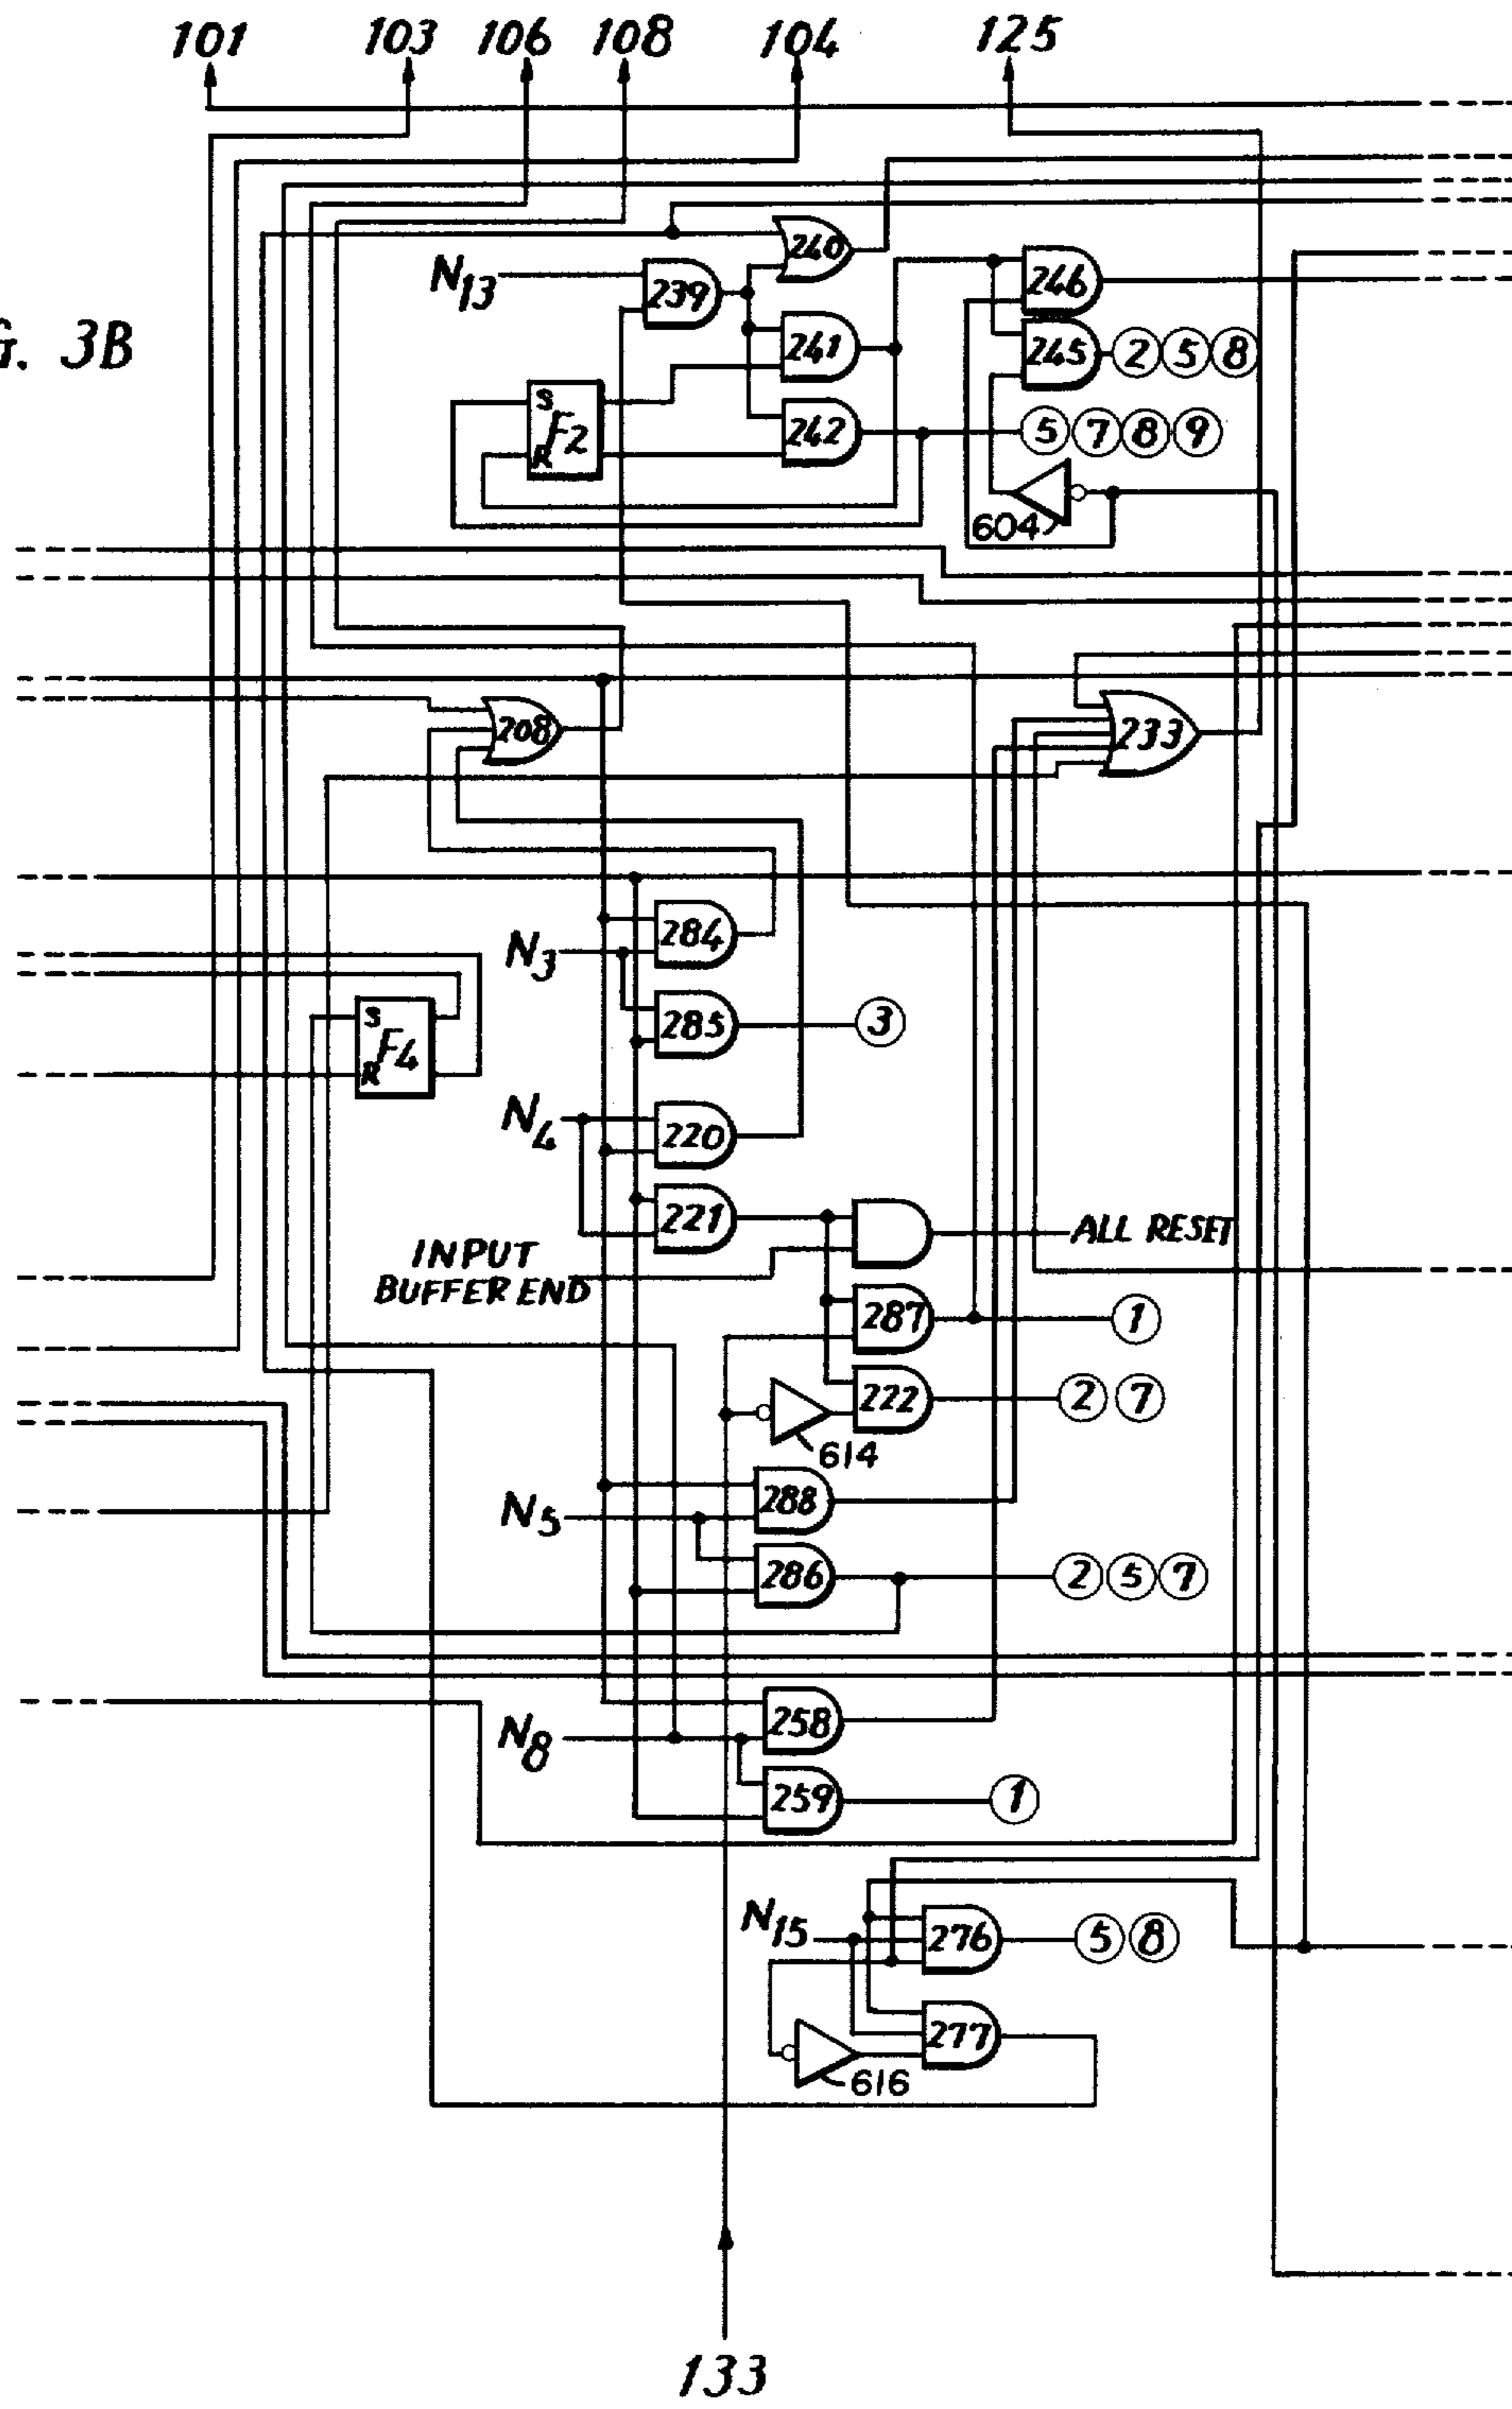 101 103 106 108 104 125
G. 3B
N13
239
240
241
242
246
245
2 5 8
5 7 8 9
S
F2
R
604
208
233
N3
284
285
3
S
F4
R
N4
220
221
INPUT
BUFFER END
ALL RESET
287
1
222
2 7
614
N5
288
286
2 5 7
N8
258
259
1
N15
276
5 8
277
616
133